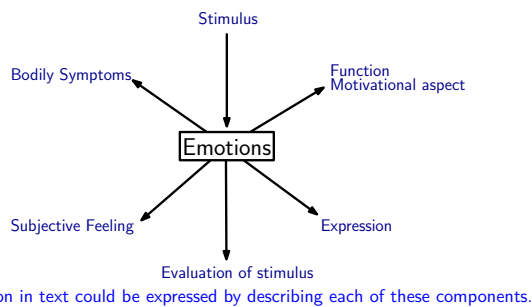 Stimulus
Bodily Symptoms
Function
Motivational aspect
Emotions
Subjective Feeling
Expression
Evaluation of stimulus
on in text could be expressed by describing each of these components.